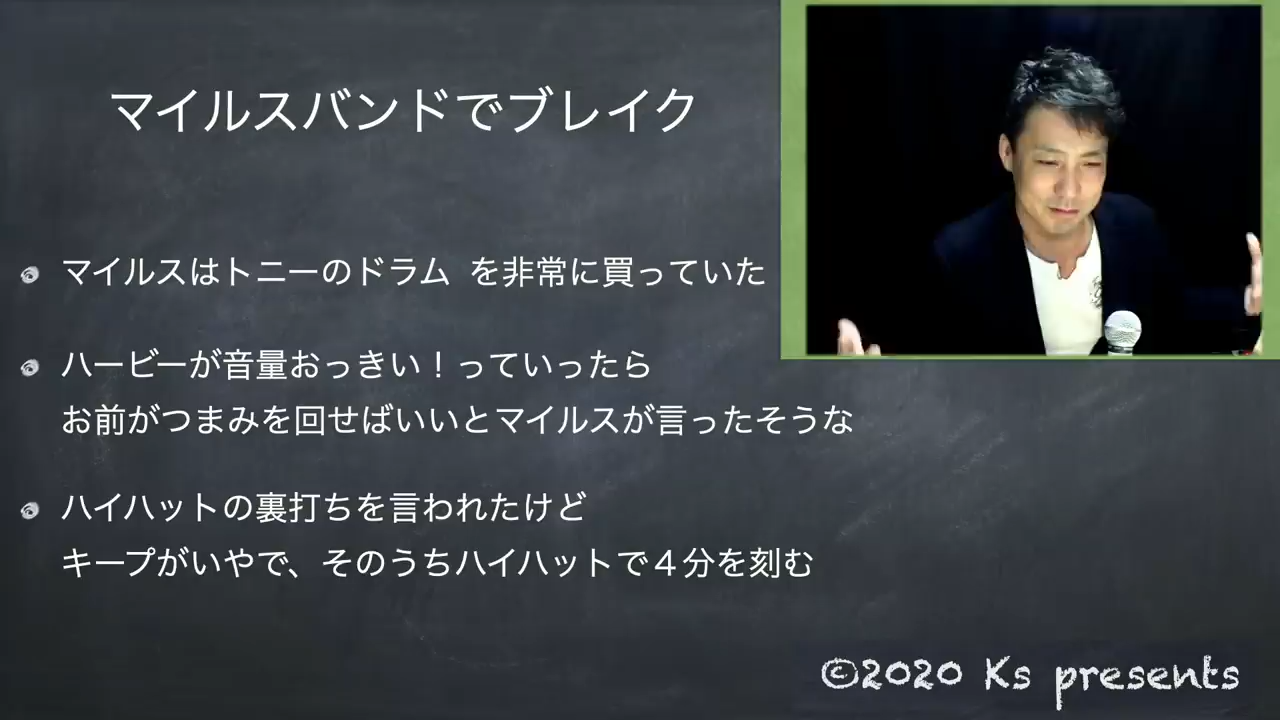 マイルスバンドでブレイク
マイルスはトニーのドラム を非常に買っていた
ハービーが音量おっきい！っていったら
お前がつまみを回せばいいとマイルスが言ったそうな
ハイハットの裏打ちを言われたけど
キープがいやで、そのうちハイハットで４分を刻む
©2020 Ks presents